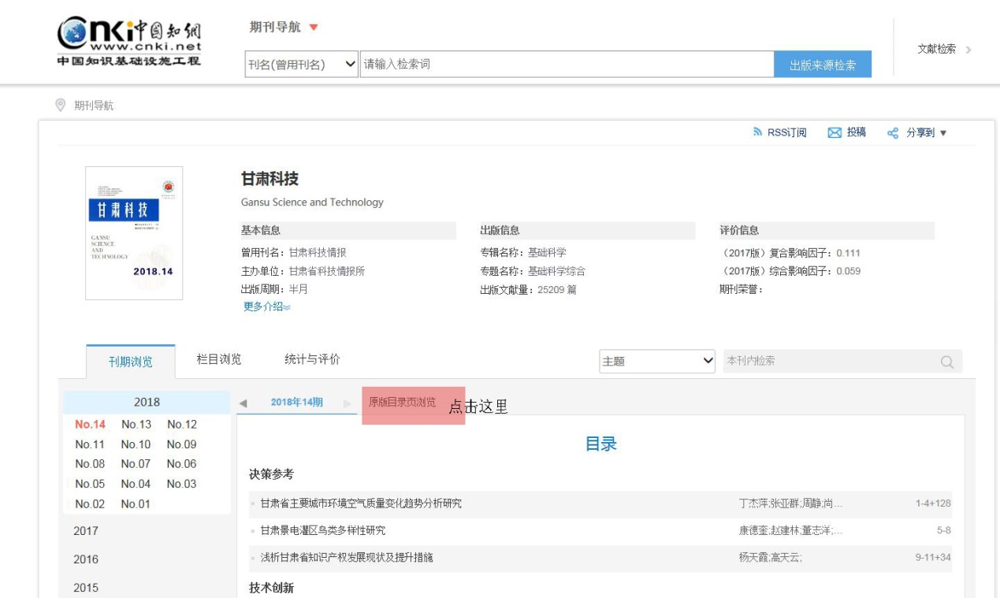 cnki中国知网
www.cnki.net
中国知识基础设施工程
期刊导航
刊名(曾用刊名) 请输入检索词 出版来源检索
文献检索
期刊导航
RSS订阅 投稿 分享到
甘肃科技
GANSU
SCIENCE
AND
TECHNOLOGY
2018.14
甘肃科技
Gansu Science and Technology
基本信息
曾用刊名：甘肃科技情报
主办单位：甘肃省科技情报所
出版周期：半月
更多介绍
出版信息
专辑名称：基础科学
专题名称：基础科学综合
出版文献量：25209 篇
评价信息
（2017版）复合影响因子：0.111
（2017版）综合影响因子：0.059
期刊荣誉：
刊期浏览 栏目浏览 统计与评价
主题 本刊内检索
2018
No.14 No.13 No.12
No.11 No.10 No.09
No.08 No.07 No.06
No.05 No.04 No.03
No.02 No.01
2017
2016
2015
2018年14期 原版目录页浏览 点击这里
目录
决策参考
甘肃省主要城市环境空气质量变化趋势分析研究 丁杰萍;张亚群;周静;尚... 1-4+128
甘肃景电灌区鸟类多样性研究 康德奎;赵建林;董志洋;... 5-8
浅析甘肃省知识产权发展现状及提升措施 杨天霞;高天云; 9-11+34
技术创新